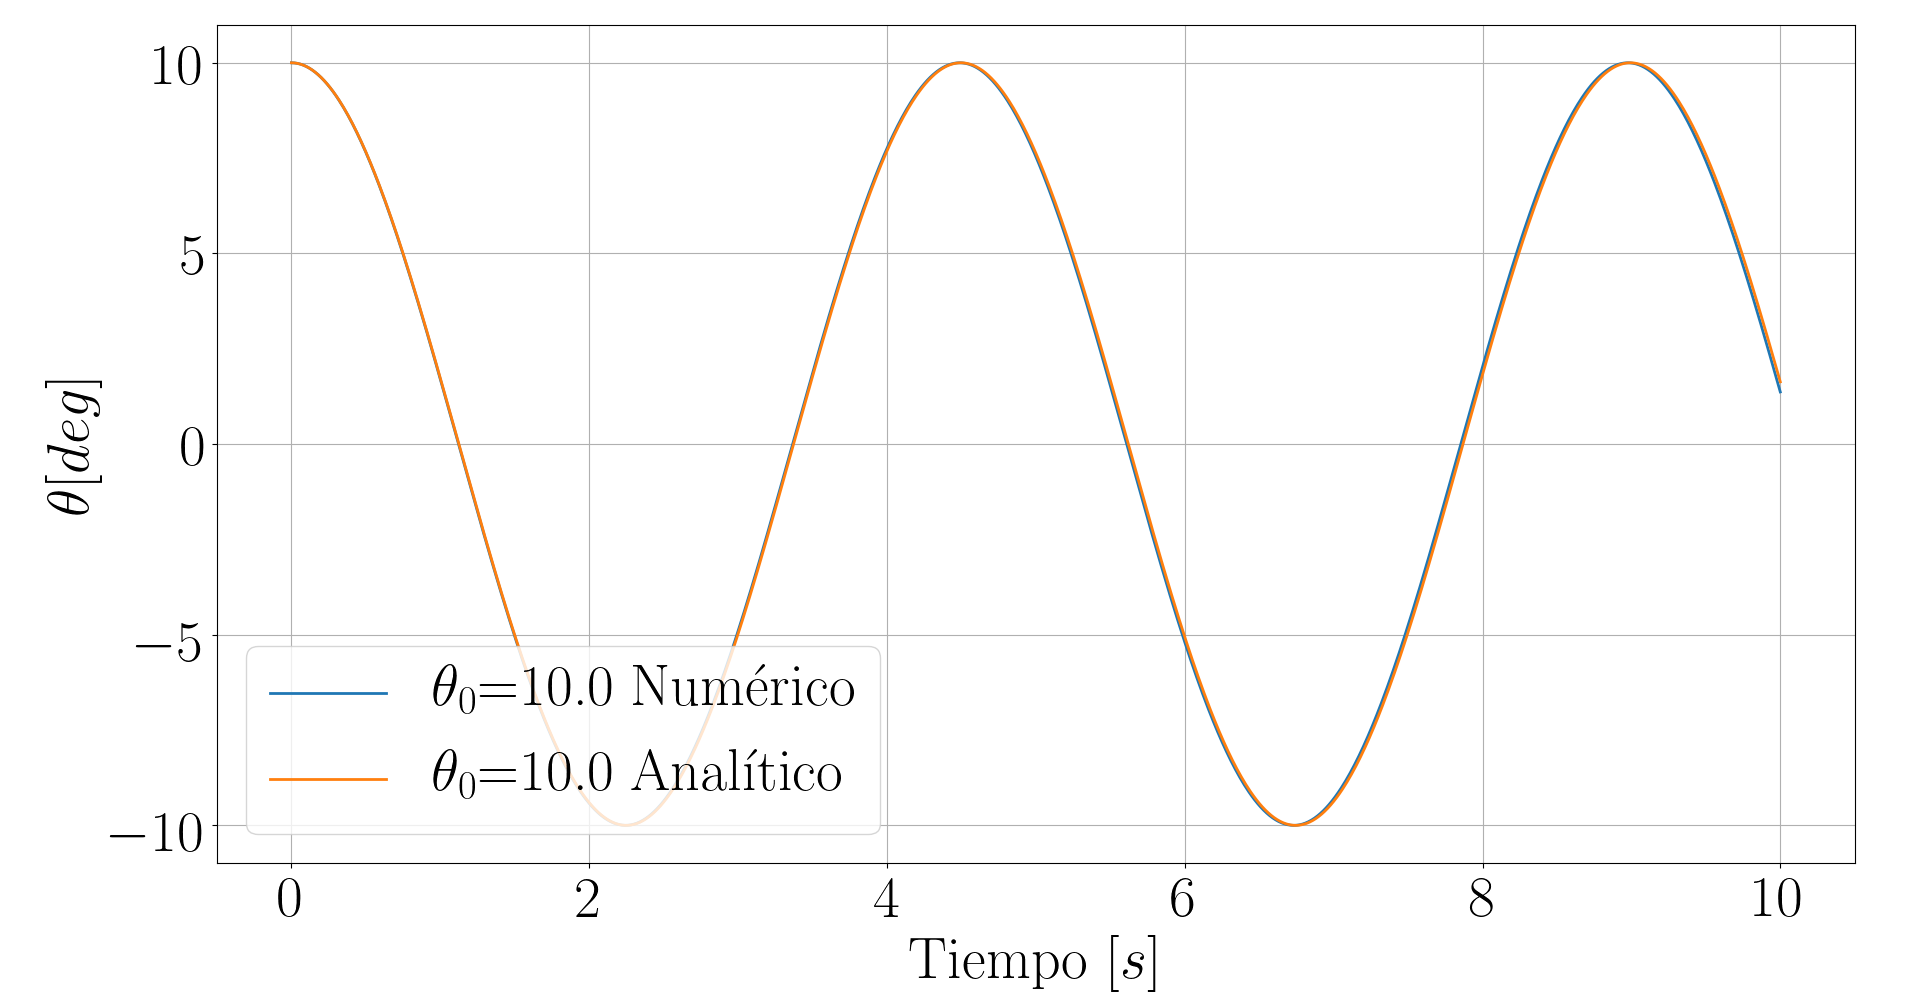 10
5
0
−5
−10
θ[deg]
θ₀=10.0 Numérico
θ₀=10.0 Analítico
0 2 4 6 8 10
Tiempo [s]